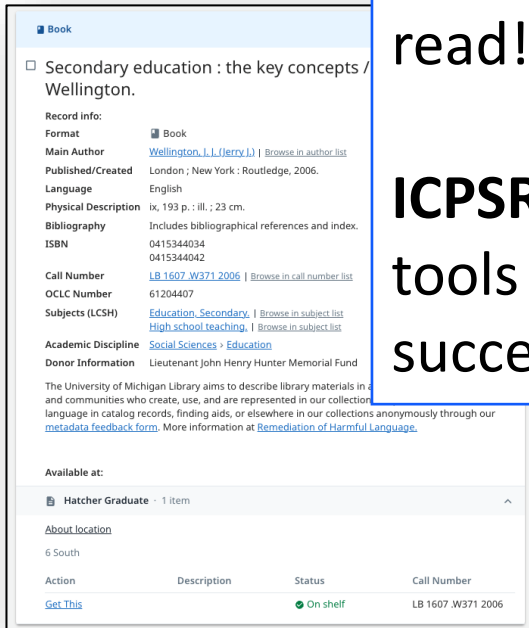 Book
Secondary education : the key concepts /
Wellington.
Record info:
Format Book
Main Author Wellington, J. J. (Jerry J.) | Browse in author list
Published/Created London ; New York : Routledge, 2006.
Language English
Physical Description ix, 193 p. : ill. ; 23 cm.
Bibliography Includes bibliographical references and index.
ISBN 0415344034
0415344042
Call Number LB 1607 .W371 2006 | Browse in call number list
OCLC Number 61204407
Subjects (LCSH) Education, Secondary. | Browse in subject list
High school teaching. | Browse in subject list
Academic Discipline Social Sciences › Education
Donor Information Lieutenant John Henry Hunter Memorial Fund
The University of Michigan Library aims to describe library materials in
and communities who create, use, and are represented in our
language in catalog records, finding aids, or elsewhere in our collections anonymously through our
metadata feedback form. More information at Remediation of Harmful Language.
Available at:
Hatcher Graduate · 1 item
About location
6 South
Action Description Status Call Number
Get This On shelf LB 1607 .W371 2006
read!
ICPSR
tools
succe